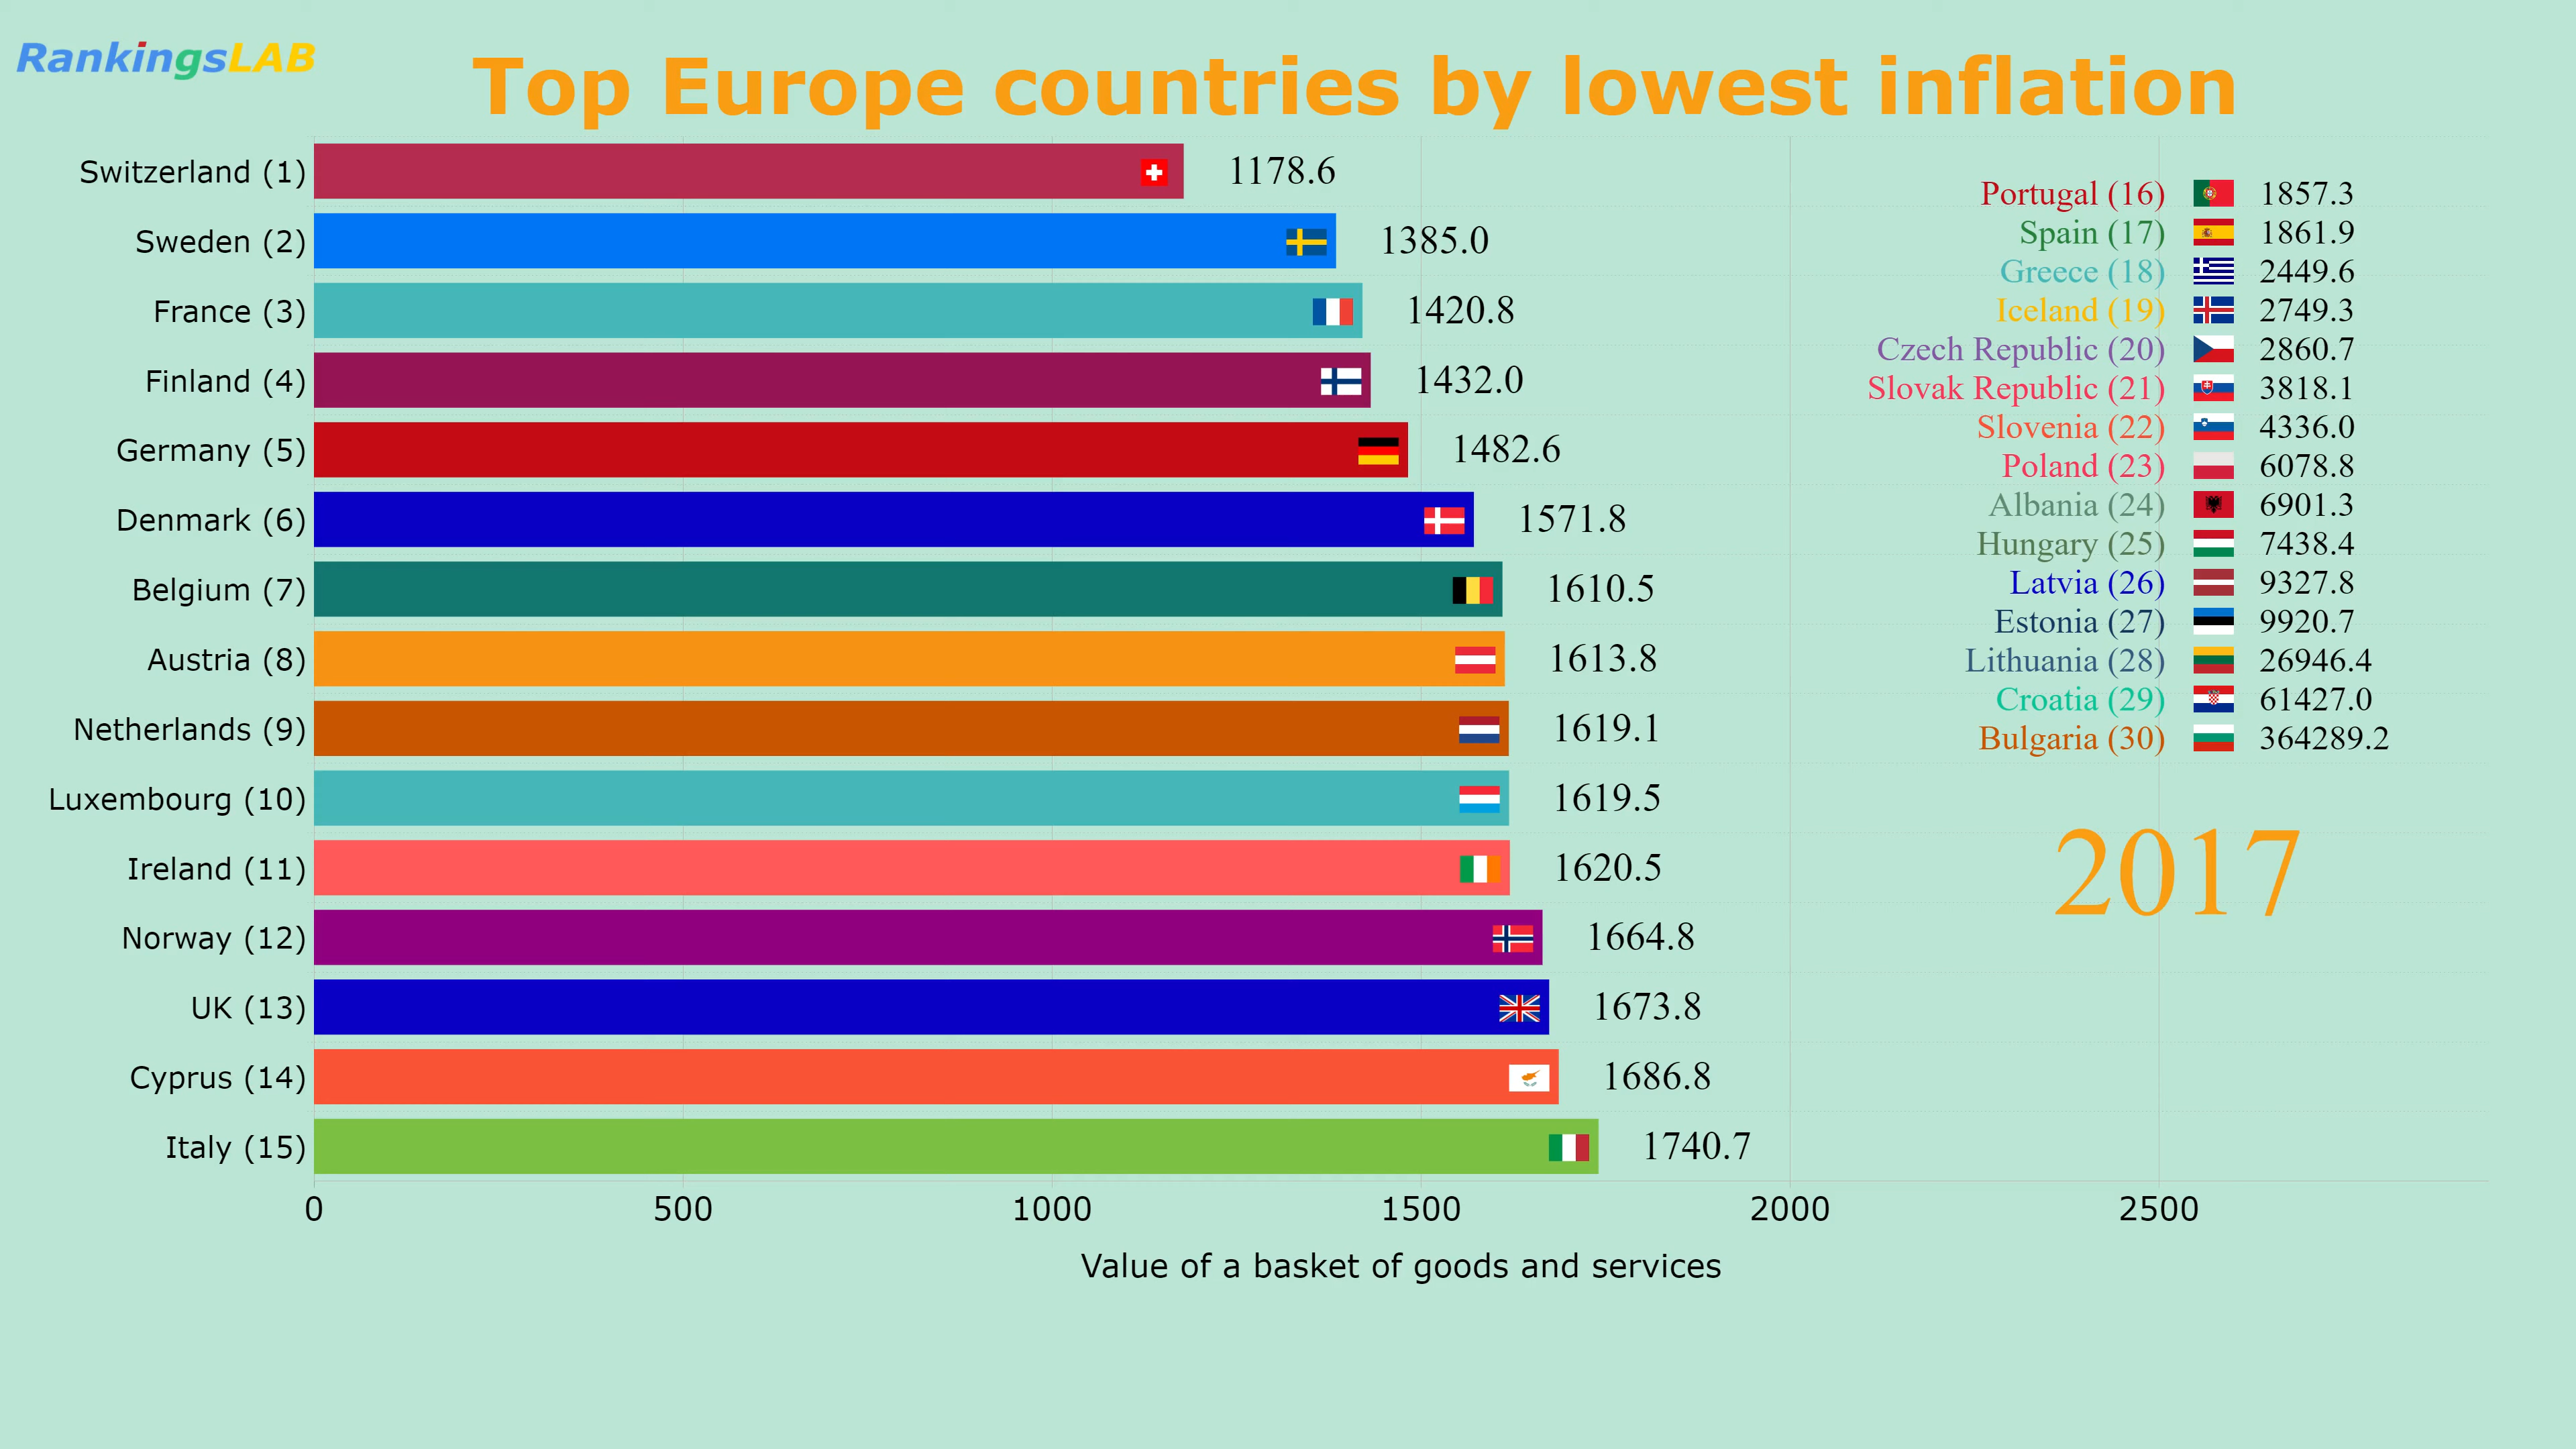 RankingsLAB
Top Europe countries by lowest inflation
Switzerland (1) 1178.6
Sweden (2) 1385.0
France (3) 1420.8
Finland (4) 1432.0
Germany (5) 1482.6
Denmark (6) 1571.8
Belgium (7) 1610.5
Austria (8) 1613.8
Netherlands (9) 1619.1
Luxembourg (10) 1619.5
Ireland (11) 1620.5
Norway (12) 1664.8
UK (13) 1673.8
Cyprus (14) 1686.8
Italy (15) 1740.7
Portugal (16) 1857.3
Spain (17) 1861.9
Greece (18) 2449.6
Iceland (19) 2749.3
Czech Republic (20) 2860.7
Slovak Republic (21) 3818.1
Slovenia (22) 4336.0
Poland (23) 6078.8
Albania (24) 6901.3
Hungary (25) 7438.4
Latvia (26) 9327.8
Estonia (27) 9920.7
Lithuania (28) 26946.4
Croatia (29) 61427.0
Bulgaria (30) 364289.2
2017
0 500 1000 1500 2000 2500
Value of a basket of goods and services